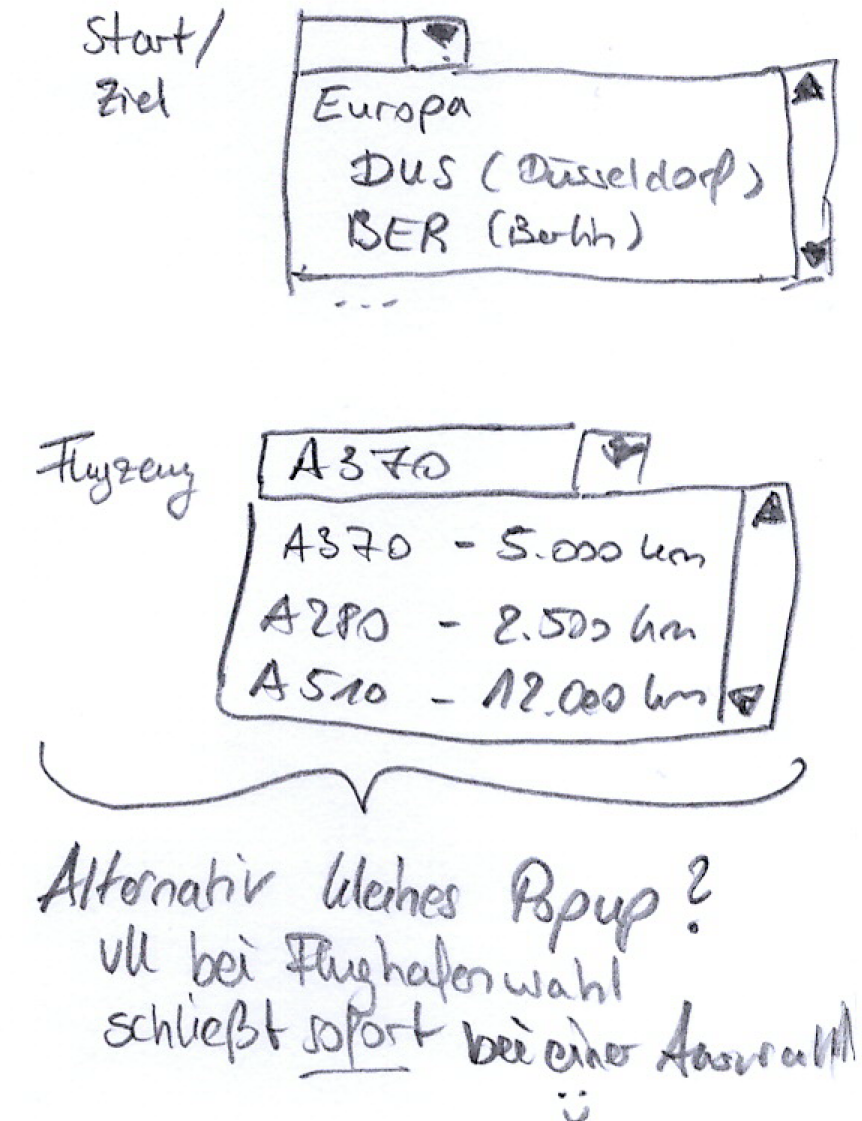 Start/
Ziel
Europa
DUS (Düsseldorf)
BER (Berlin)
...
Flugzeug
A370
A370 - 5.000 km
A280 - 2.500 km
A510 - 12.000 km
Alternativ kleines Popup?
vll bei Flughafenwahl
schließt sofort bei einer Auswahl